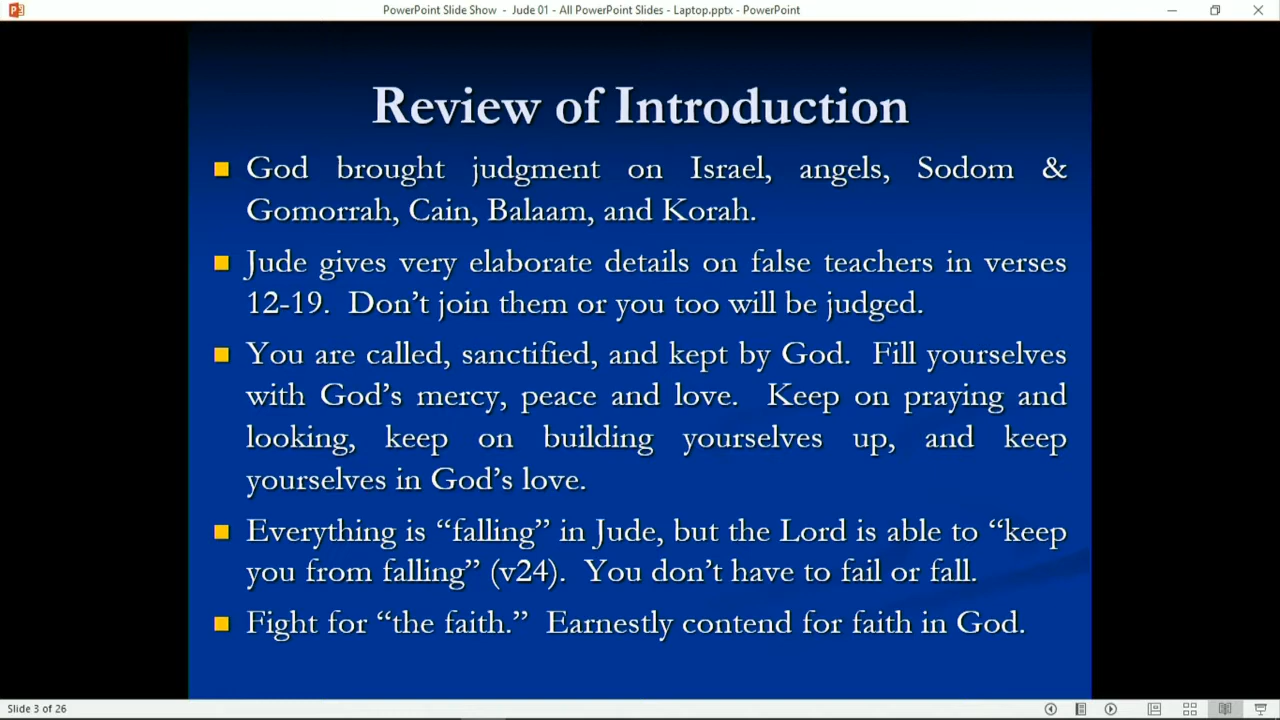 PowerPoint Slide Show - Jude 01 - All PowerPoint Slides - Laptop.pptx - PowerPoint
Review of Introduction
God brought judgment on Israel, angels, Sodom &
Gomorrah, Cain, Balaam, and Korah.
Jude gives very elaborate details on false teachers in verses
12-19. Don’t join them or you too will be judged.
You are called, sanctified, and kept by God. Fill yourselves
with God’s mercy, peace and love. Keep on praying and
looking, keep on building yourselves up, and keep
yourselves in God’s love.
Everything is “falling” in Jude, but the Lord is able to “keep
you from falling” (v24). You don’t have to fail or fall.
Fight for “the faith.” Earnestly contend for faith in God.
Slide 3 of 26